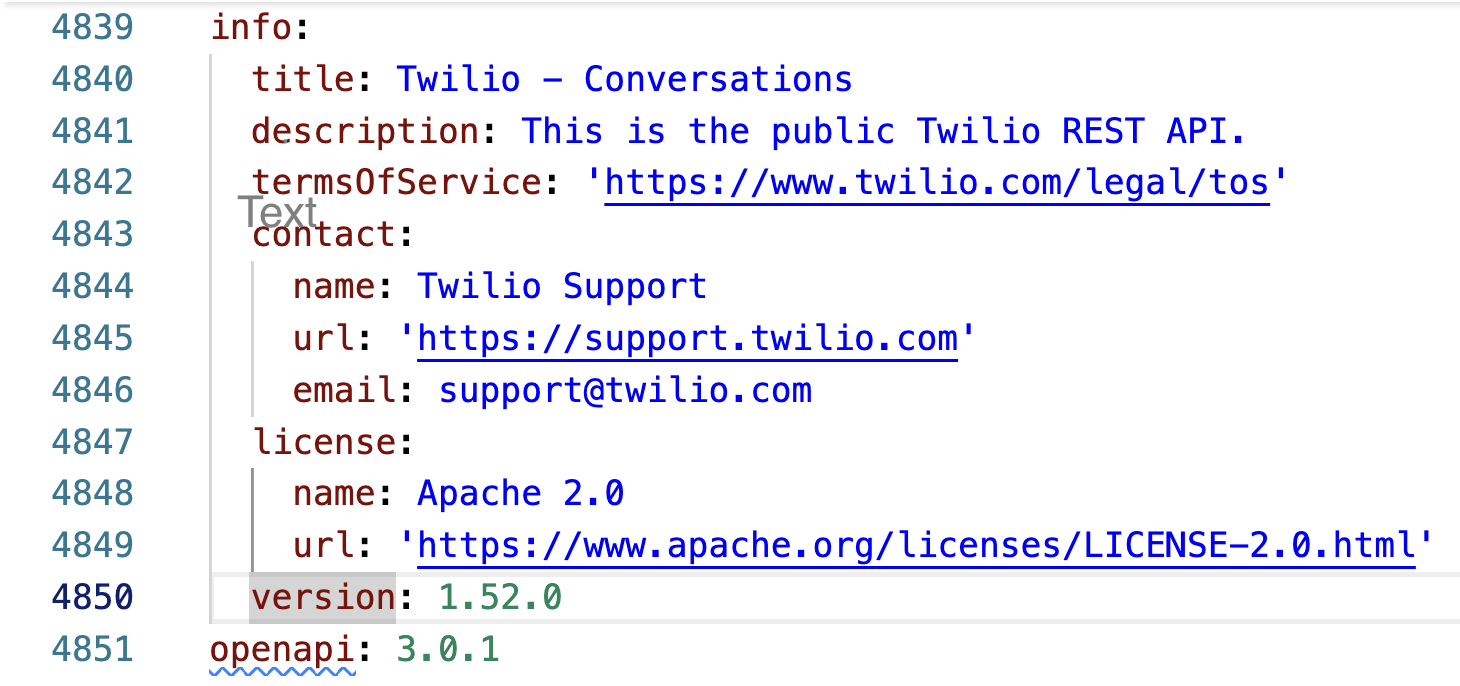 4839 info:
4840 title: Twilio - Conversations
4841 description: This is the public Twilio REST API.
4842 termsOfService: 'https://www.twilio.com/legal/tos'
Text
4843 contact:
4844 name: Twilio Support
4845 url: 'https://support.twilio.com'
4846 email: support@twilio.com
4847 license:
4848 name: Apache 2.0
4849 url: 'https://www.apache.org/licenses/LICENSE-2.0.html'
4850 version: 1.52.0
4851 openapi: 3.0.1